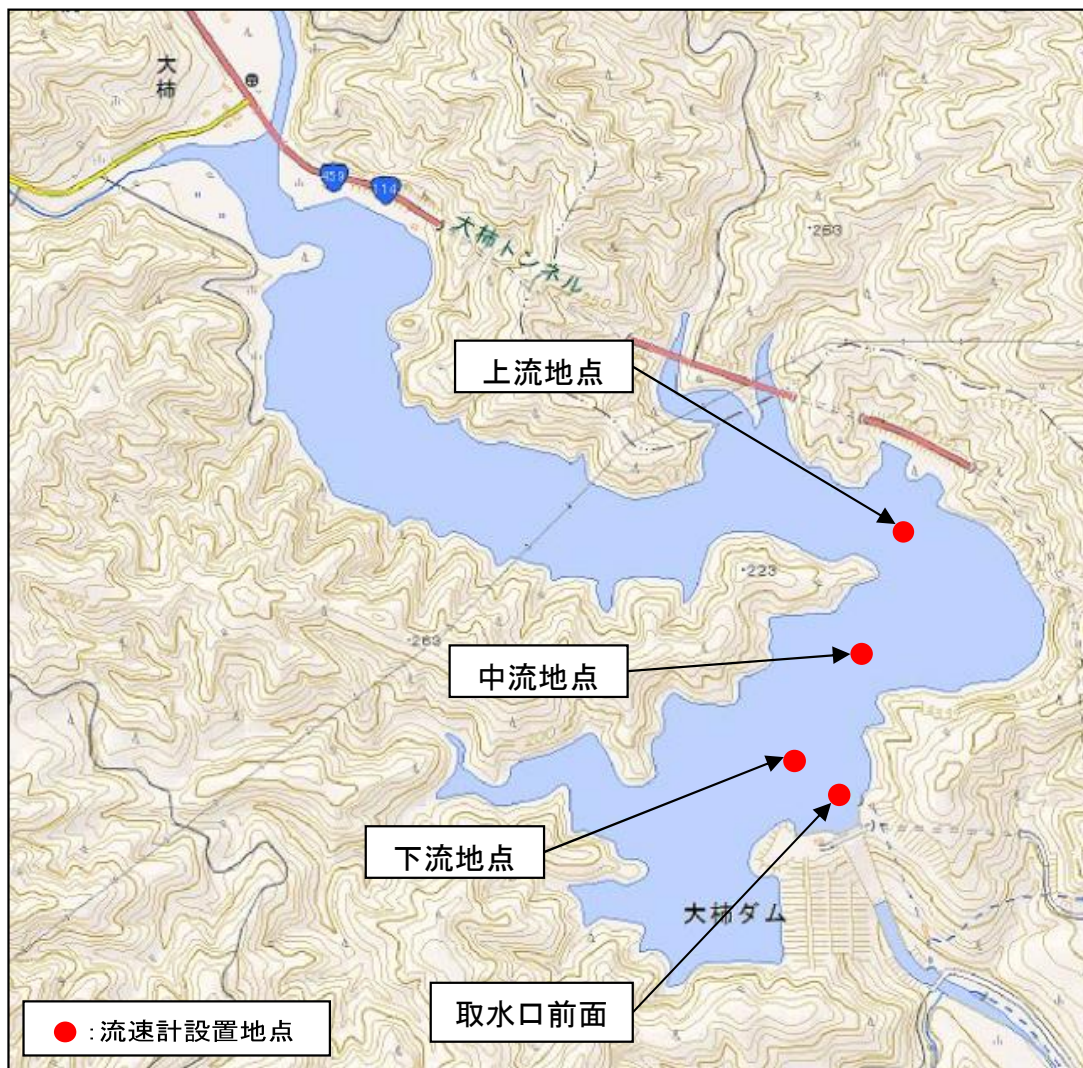 大柿
459
114
大柿トンネル
・263
上流地点
・223
・263
中流地点
下流地点
大柿ダム
取水口前面
：流速計設置地点